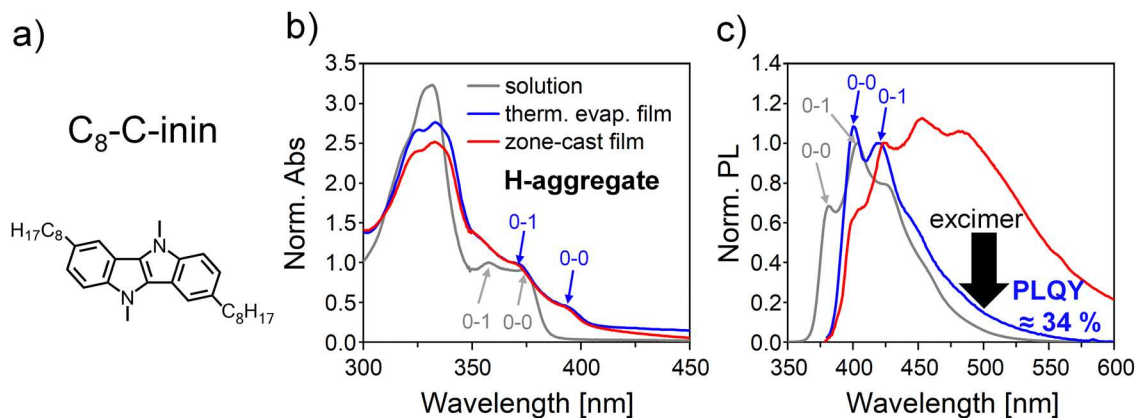 a)
C₈-C-inin
H₁₇C₈
N
N
C₈H₁₇
b)
Norm. Abs
3.5
3.0
2.5
2.0
1.5
1.0
0.5
0.0
300
350
400
450
Wavelength [nm]
solution
therm. evap. film
zone-cast film
H-aggregate
0-1
0-0
0-1
0-0
c)
Norm. PL
1.4
1.2
1.0
0.8
0.6
0.4
0.2
0.0
350
400
450
500
550
600
Wavelength [nm]
0-0
0-1
0-1
0-0
excimer
PLQY
≈ 34 %